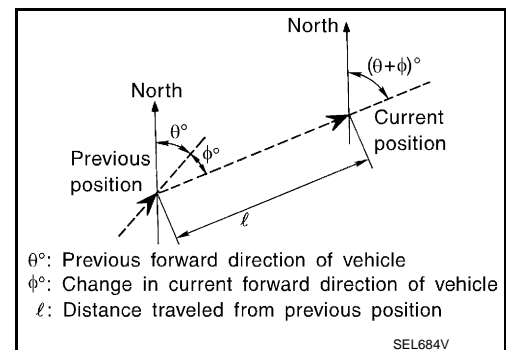 North
(θ+ϕ)°
North
θ°
ϕ°
Current
position
Previous
position
ℓ
θ°: Previous forward direction of vehicle
ϕ°: Change in current forward direction of vehicle
ℓ: Distance traveled from previous position
SEL684V